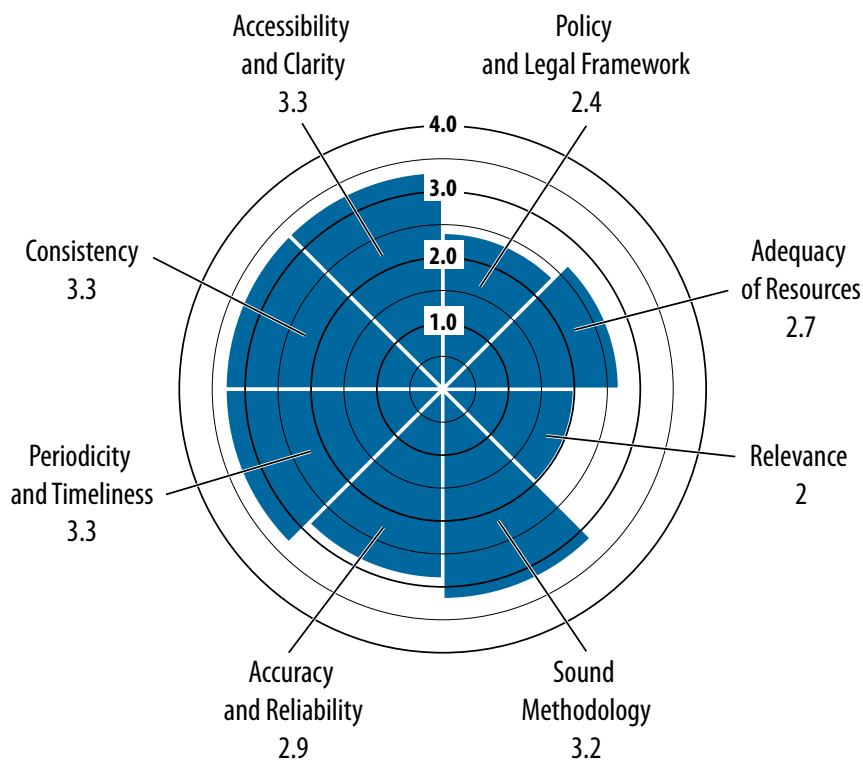 Accessibility
and Clarity
3.3
Policy
and Legal Framework
2.4
4.0
3.0
2.0
1.0
Consistency
3.3
Adequacy
of Resources
2.7
Periodicity
and Timeliness
3.3
Relevance
2
Accuracy
and Reliability
2.9
Sound
Methodology
3.2